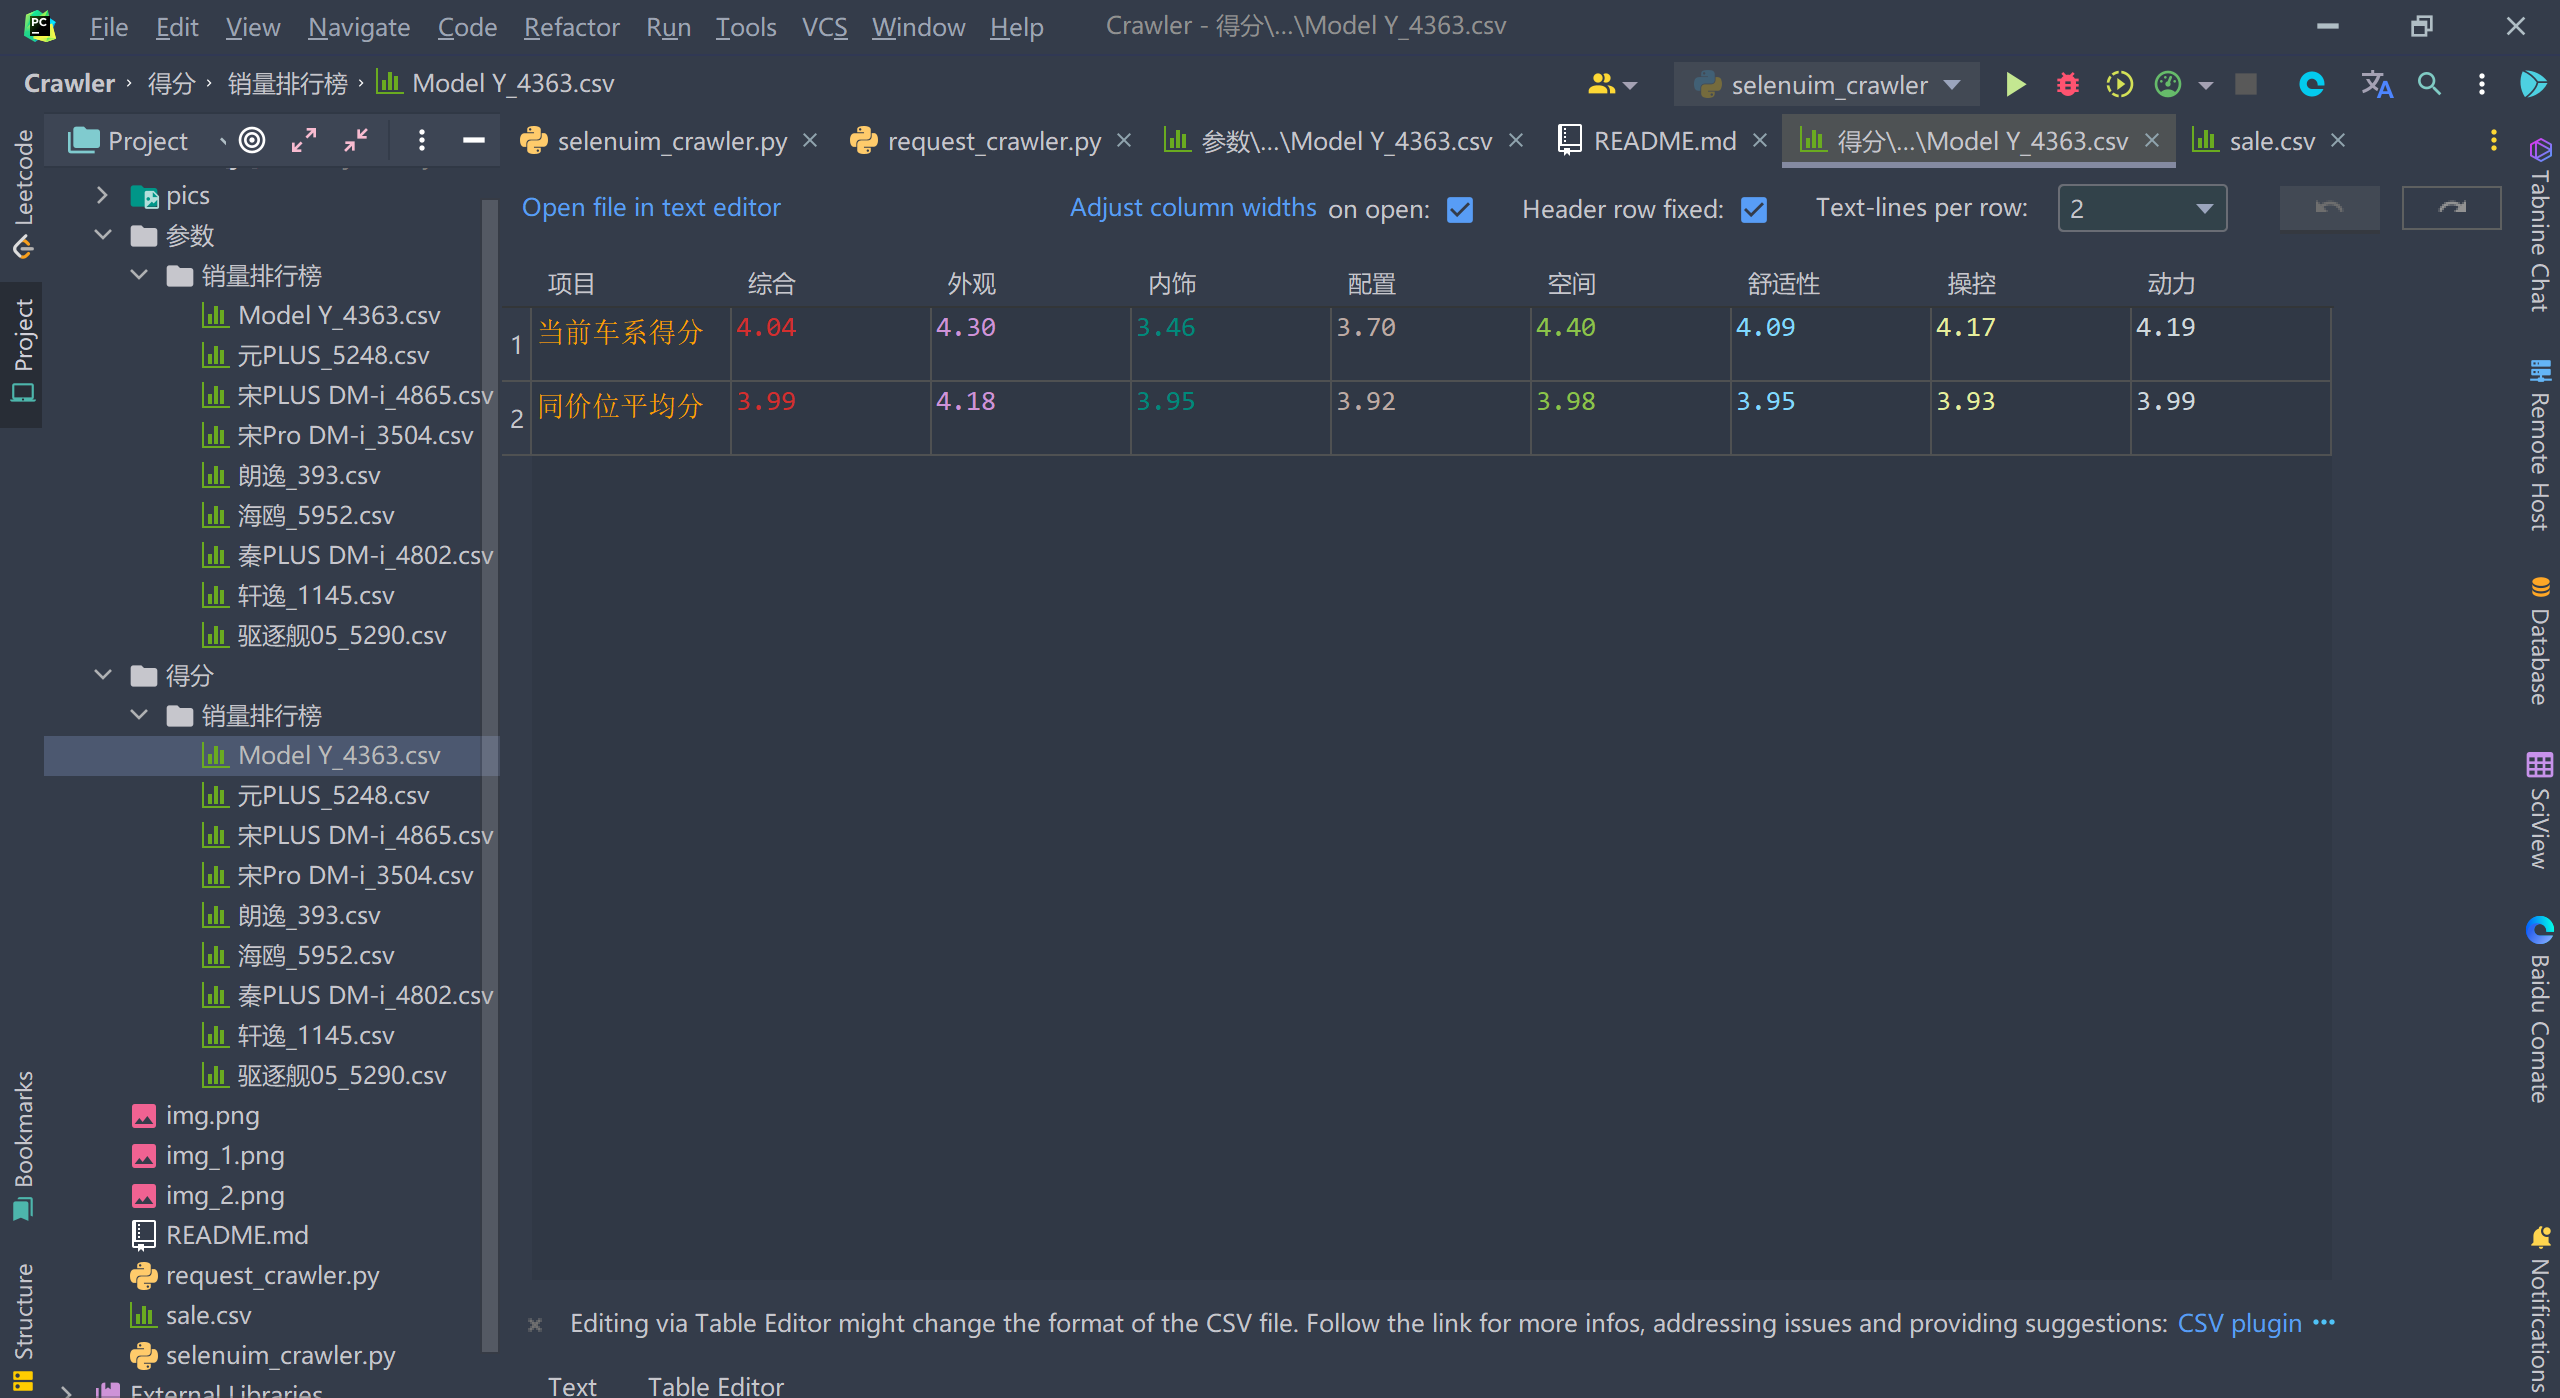 File Edit View Navigate Code Refactor Run Tools VCS Window Help Crawler - 得分\...\Model Y_4363.csv
Crawler › 得分 › 销量排行榜 › Model Y_4363.csv selenuim_crawler
Project selenuim_crawler.py request_crawler.py 参数\...\Model Y_4363.csv README.md 得分\...\Model Y_4363.csv sale.csv
Leetcode
Project
Bookmarks
Structure
pics
参数
销量排行榜
Model Y_4363.csv
元PLUS_5248.csv
宋PLUS DM-i_4865.csv
宋Pro DM-i_3504.csv
朗逸_393.csv
海鸥_5952.csv
秦PLUS DM-i_4802.csv
轩逸_1145.csv
驱逐舰05_5290.csv
得分
销量排行榜
Model Y_4363.csv
元PLUS_5248.csv
宋PLUS DM-i_4865.csv
宋Pro DM-i_3504.csv
朗逸_393.csv
海鸥_5952.csv
秦PLUS DM-i_4802.csv
轩逸_1145.csv
驱逐舰05_5290.csv
img.png
img_1.png
img_2.png
README.md
request_crawler.py
sale.csv
selenuim_crawler.py
External Libraries
Open file in text editor Adjust column widths on open: Header row fixed: Text-lines per row: 2
项目 综合 外观 内饰 配置 空间 舒适性 操控 动力
1 当前车系得分 4.04 4.30 3.46 3.70 4.40 4.09 4.17 4.19
2 同价位平均分 3.99 4.18 3.95 3.92 3.98 3.95 3.93 3.99
Editing via Table Editor might change the format of the CSV file. Follow the link for more infos, addressing issues and providing suggestions: CSV plugin
Text Table Editor
Tabnine Chat
Remote Host
Database
SciView
Baidu Comate
Notifications